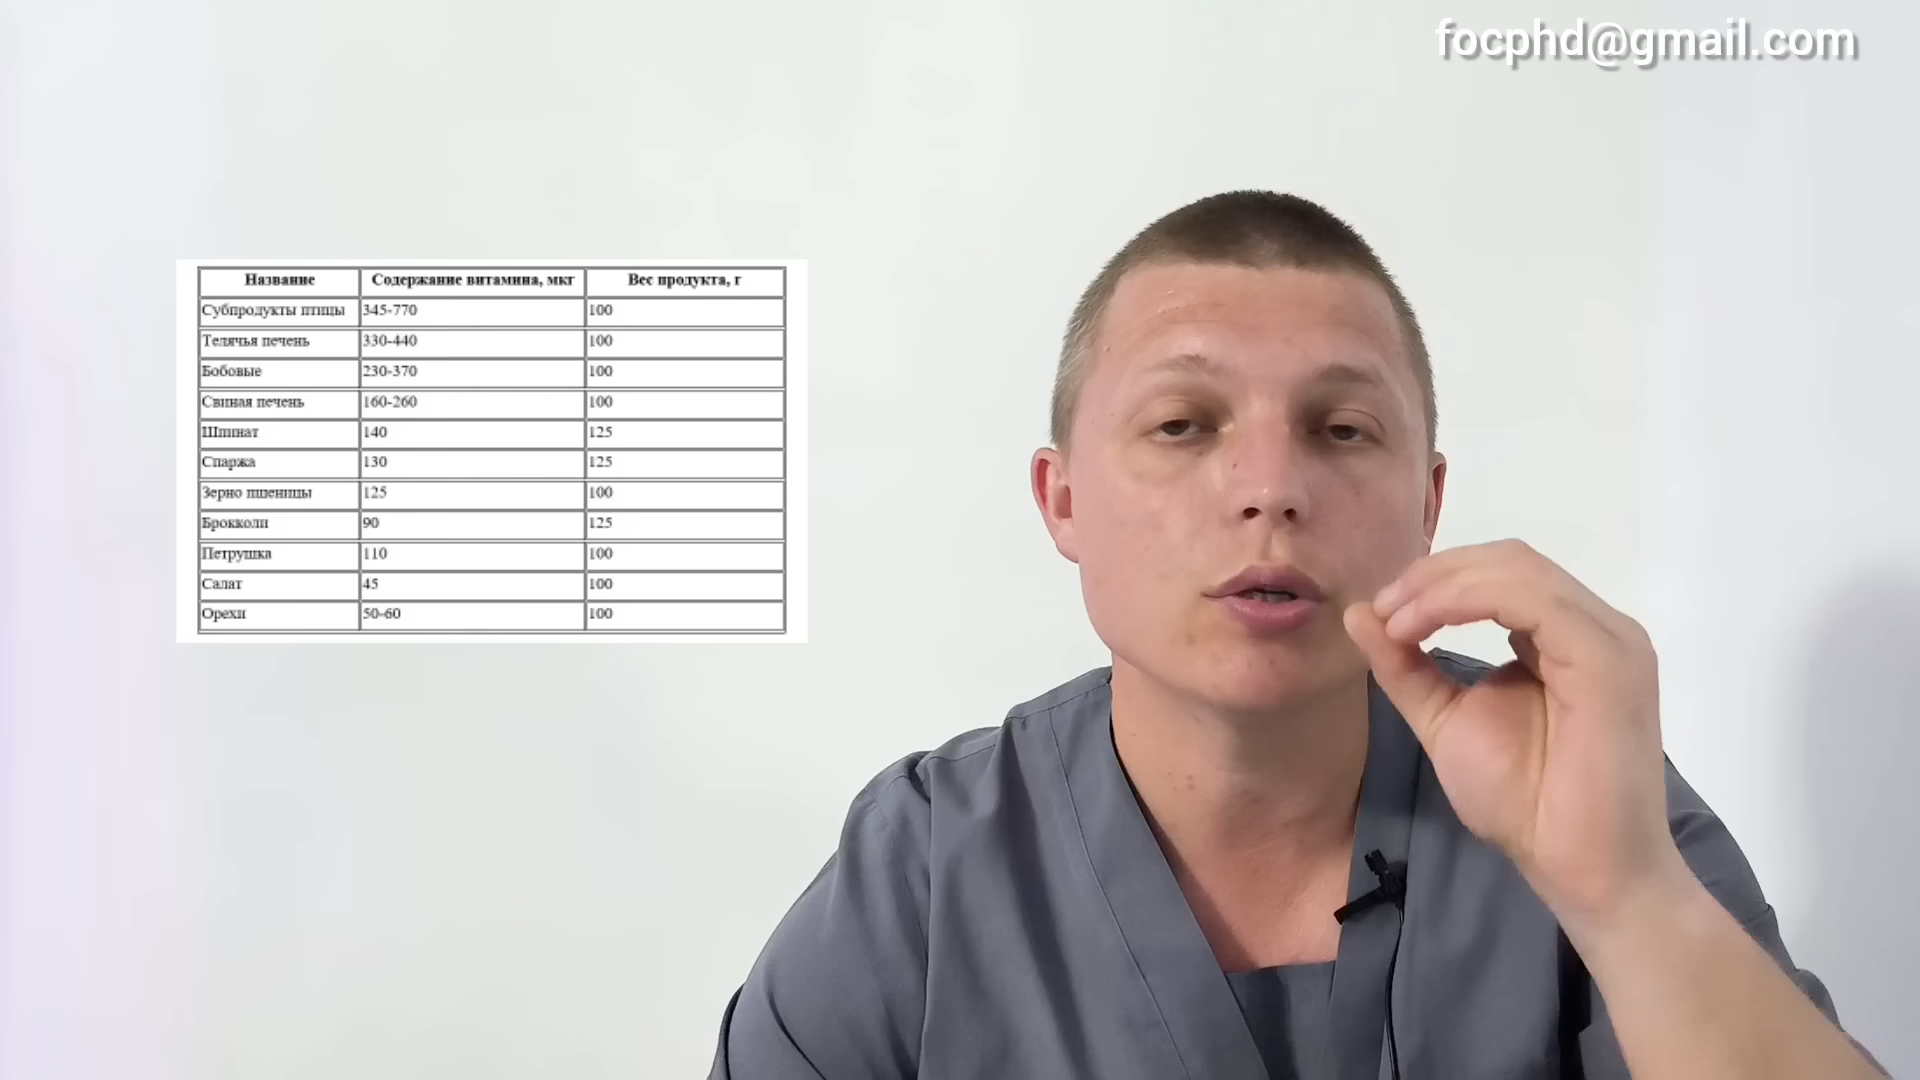 focphd@gmail.com
Название Содержание витамина, мкг Вес продукта, г
Субпродукты птицы 345-770 100
Телячья печень 330-440 100
Бобовые 230-370 100
Свиная печень 160-260 100
Шпинат 140 125
Спаржа 130 125
Зерно пшеницы 125 100
Брокколи 90 125
Петрушка 110 100
Салат 45 100
Орехи 50-60 100